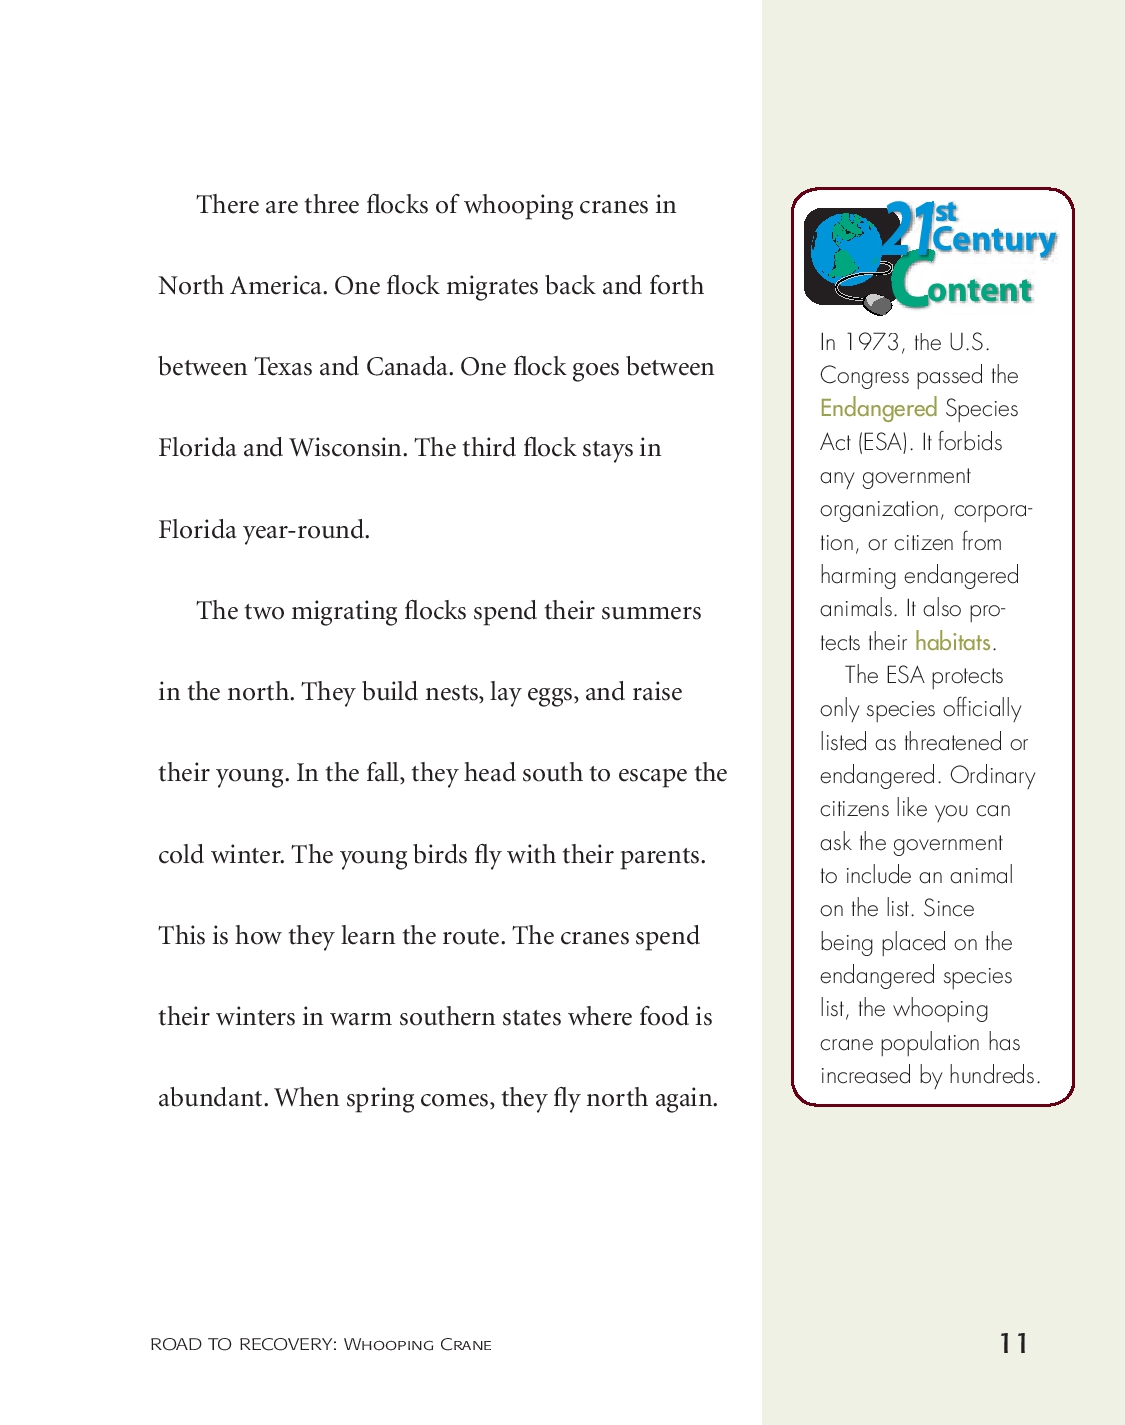 There are three flocks of whooping cranes in
North America. One flock migrates back and forth
between Texas and Canada. One flock goes between
Florida and Wisconsin. The third flock stays in
Florida year-round.
The two migrating flocks spend their summers
in the north. They build nests, lay eggs, and raise
their young. In the fall, they head south to escape the
cold winter. The young birds fly with their parents.
This is how they learn the route. The cranes spend
their winters in warm southern states where food is
abundant. When spring comes, they fly north again.
21st
Century
Content
In 1973, the U.S.
Congress passed the
Endangered Species
Act (ESA). It forbids
any government
organization, corpora-
tion, or citizen from
harming endangered
animals. It also pro-
tects their habitats.
The ESA protects
only species officially
listed as threatened or
endangered. Ordinary
citizens like you can
ask the government
to include an animal
on the list. Since
being placed on the
endangered species
list, the whooping
crane population has
increased by hundreds.
ROAD TO RECOVERY: Whooping Crane
11